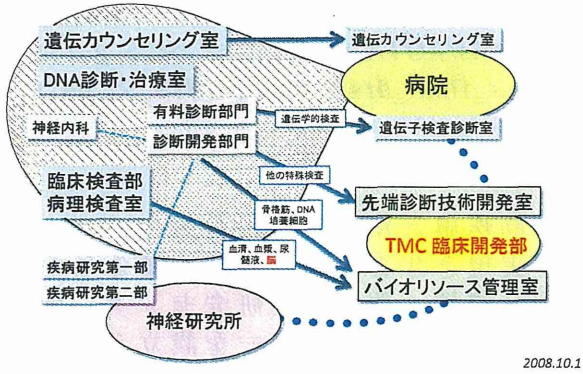 遺伝カウンセリング室
遺伝カウンセリング室
DNA診断・治療室
病院
有料診断部門
遺伝学的検査
遺伝子検査診断室
神経内科
診断開発部門
他の特殊検査
臨床検査部
病理検査室
先端診断技術開発室
骨格筋、DNA
培養細胞
TMC 臨床開発部
血清、血漿、尿
髄液、脳
疾病研究第一部
疾病研究第二部
バイオリソース管理室
神経研究所
2008.10.1